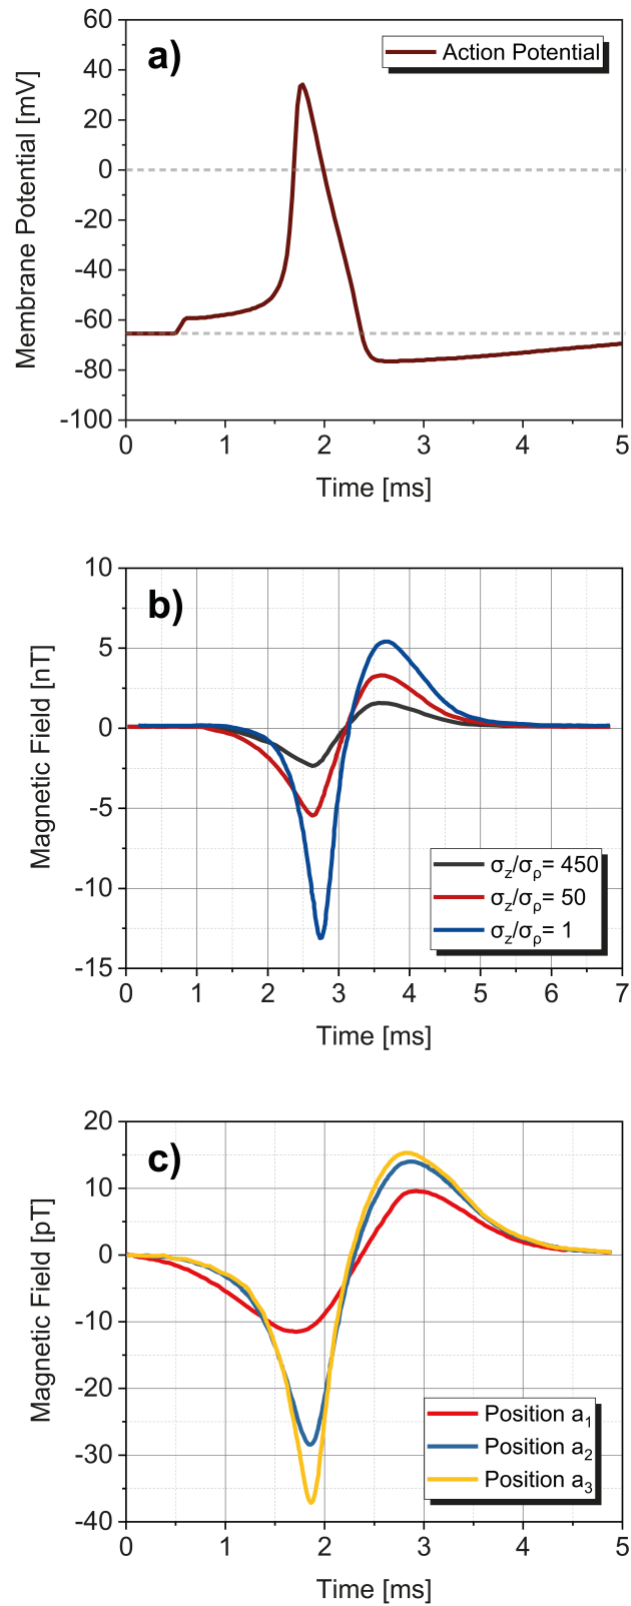 a)
Action Potential
Membrane Potential [mV]
60
40
20
0
-20
-40
-60
-80
-100
0 1 2 3 4 5
Time [ms]
b)
Magnetic Field [nT]
10
5
0
-5
-10
-15
σz/σρ= 450
σz/σρ= 50
σz/σρ= 1
0 1 2 3 4 5 6 7
Time [ms]
c)
Magnetic Field [pT]
20
10
0
-10
-20
-30
-40
Position a1
Position a2
Position a3
0 1 2 3 4 5
Time [ms]